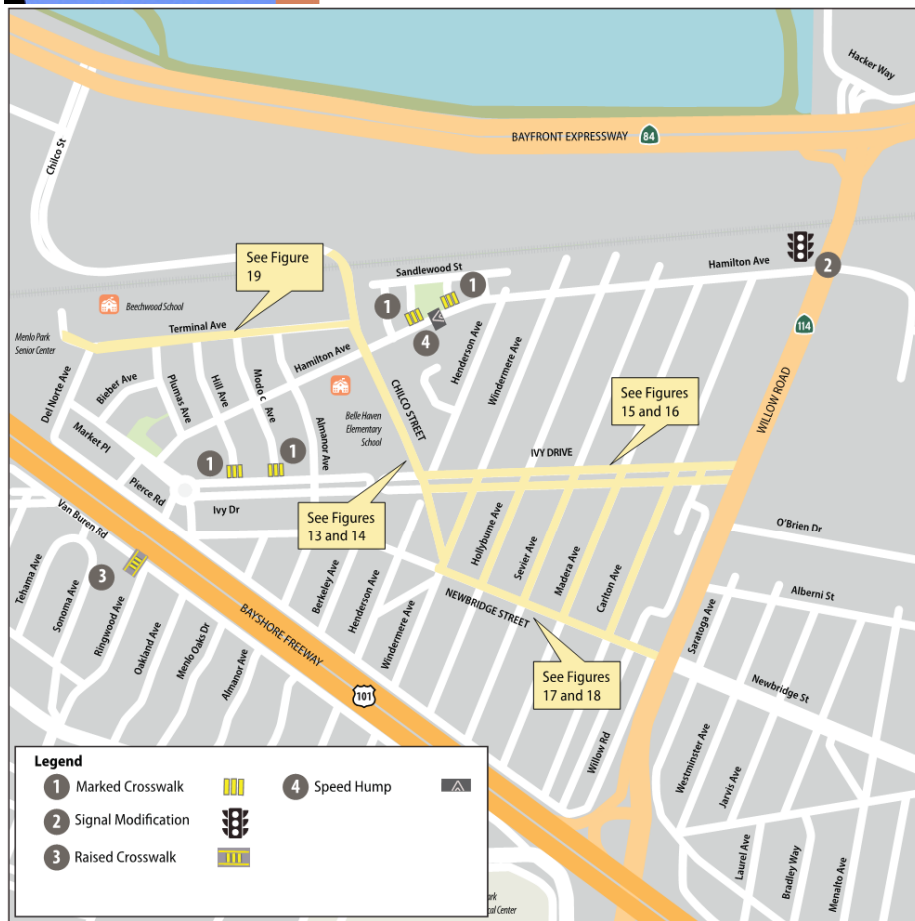 Hacker Way
BAYFRONT EXPRESSWAY
84
Chilco St
See Figure
19
Sandlewood St
Hamilton Ave
2
1
1
Beechwood School
Terminal Ave
114
Menlo Park
Senior Center
4
Hamilton Ave
Henderson Ave
Windermere Ave
Del Norte Ave
Bieber Ave
Plumas Ave
Hill Ave
Modoc Ave
Almanor Ave
CHILCO STREET
Belle Haven
Elementary
School
See Figures
15 and 16
WILLOW ROAD
Market Pl
1
1
IVY DRIVE
Pierce Rd
Ivy Dr
See Figures
13 and 14
Van Buren Rd
O'Brien Dr
Hollyburne Ave
Sevier Ave
Madera Ave
Carlton Ave
Tehama Ave
Sonoma Ave
3
Ringwood Ave
Oakland Ave
Menlo Oaks Dr
Almanor Ave
BAYSHORE FREEWAY
Berkeley Ave
Henderson Ave
Windermere Ave
NEWBRIDGE STREET
Alberni St
Saratoga Ave
101
See Figures
17 and 18
Newbridge St
Willow Rd
Westminster Ave
Jarvis Ave
Laurel Ave
Bradley Way
Menalto Ave
Legend
1 Marked Crosswalk
4 Speed Hump
2 Signal Modification
3 Raised Crosswalk
ark
cal Center